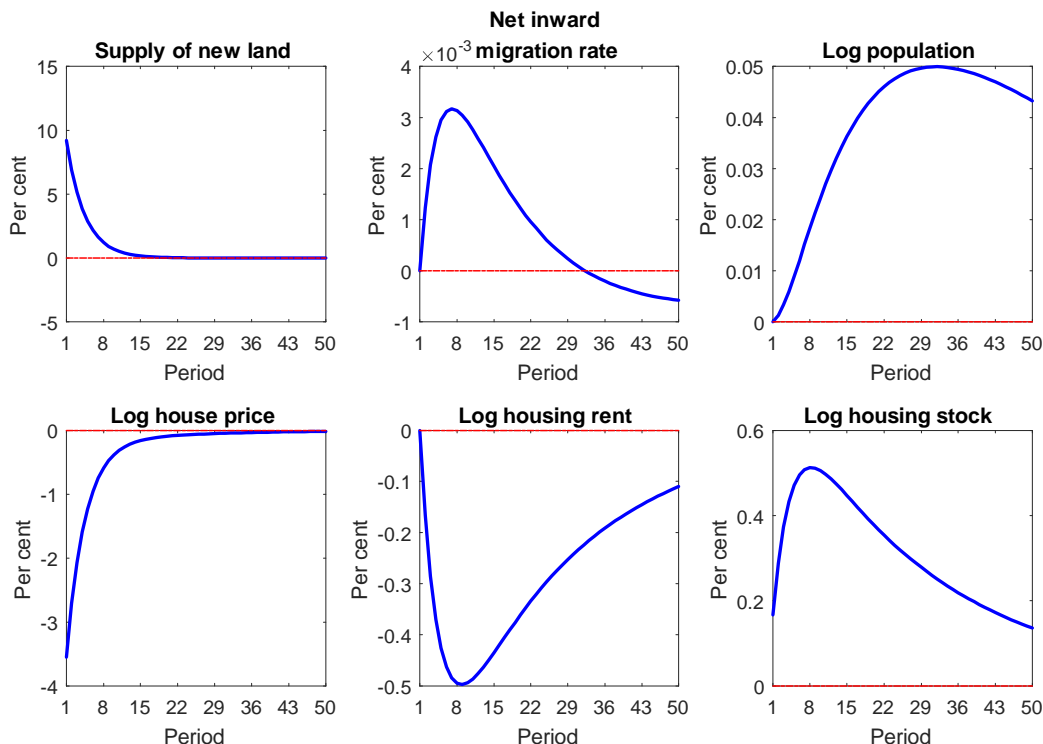 Supply of new land
Per cent
15
10
5
0
-5
1 8 15 22 29 36 43 50
Period
Net inward
migration rate
×10⁻³
Per cent
4
3
2
1
0
-1
1 8 15 22 29 36 43 50
Period
Log population
Per cent
0.05
0.04
0.03
0.02
0.01
0
1 8 15 22 29 36 43 50
Period
Log house price
Per cent
0
-1
-2
-3
-4
1 8 15 22 29 36 43 50
Period
Log housing rent
Per cent
0
-0.1
-0.2
-0.3
-0.4
-0.5
1 8 15 22 29 36 43 50
Period
Log housing stock
Per cent
0.6
0.4
0.2
0
1 8 15 22 29 36 43 50
Period